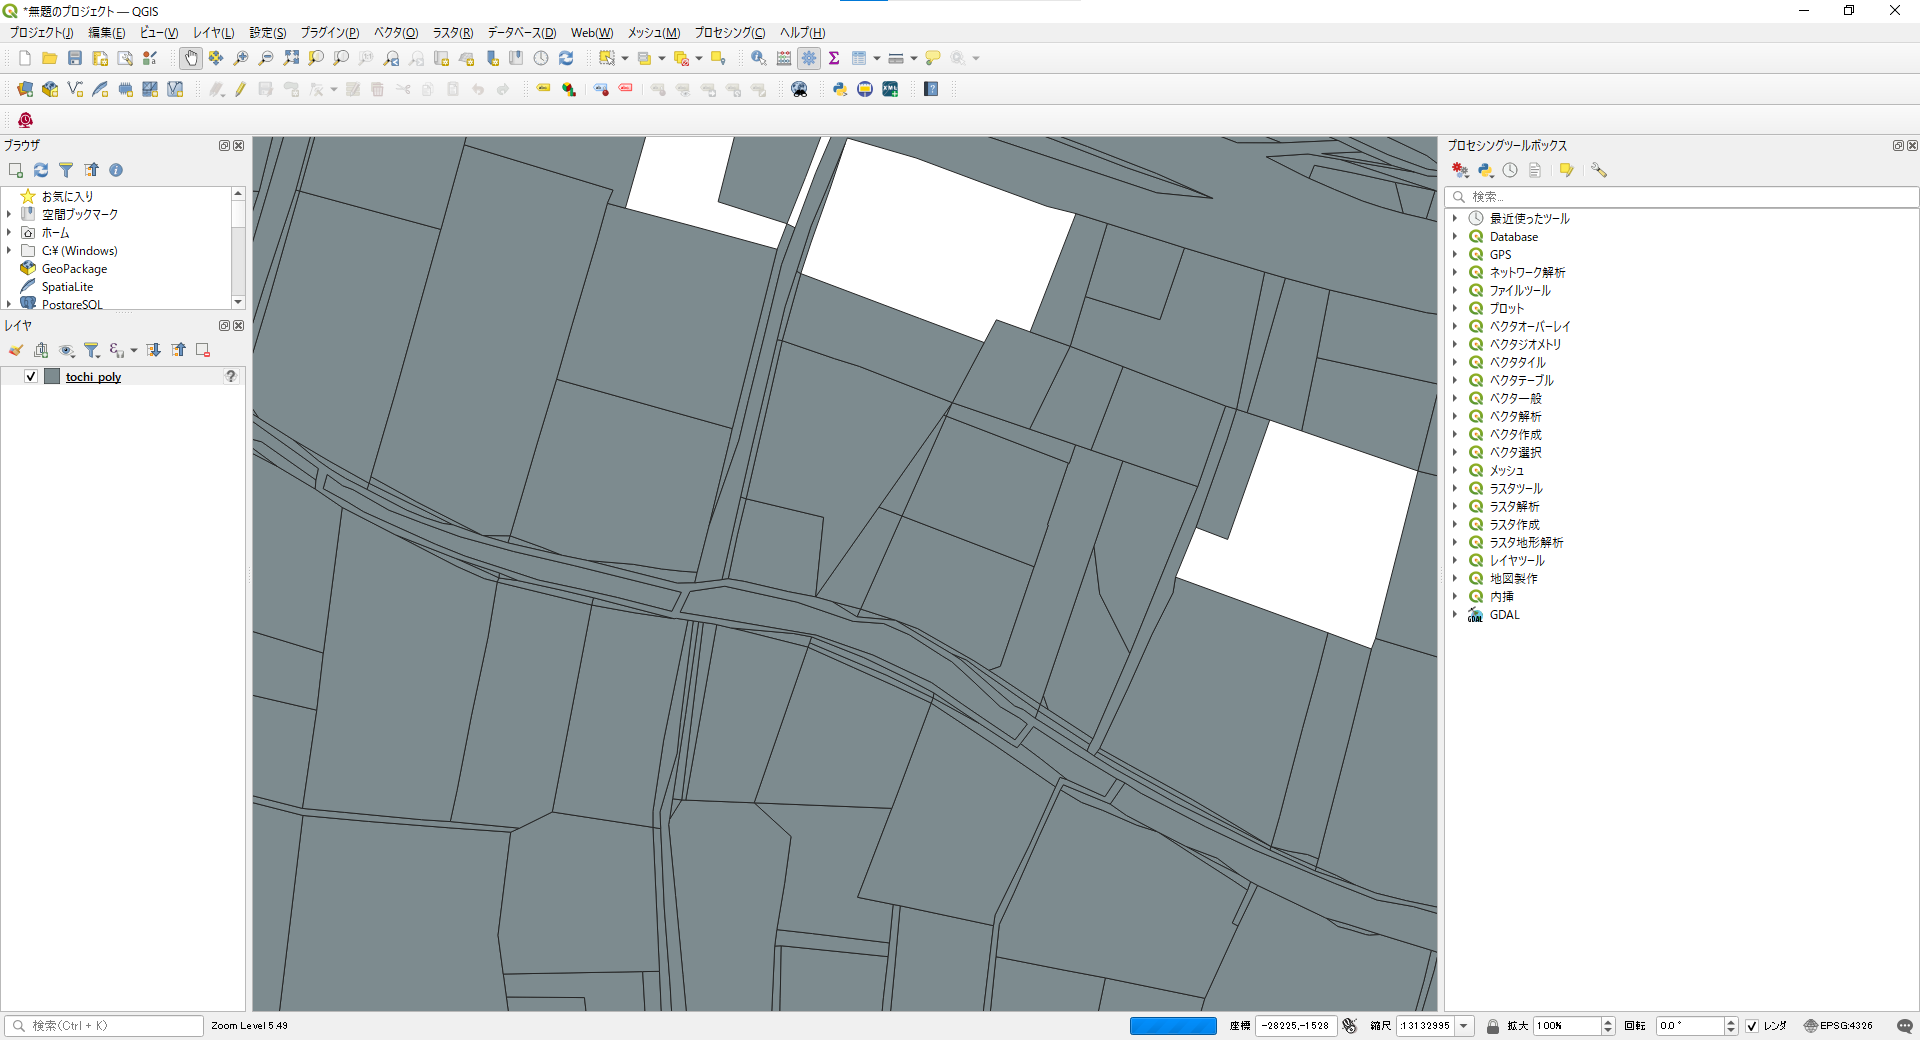 *無題のプロジェクト — QGIS
プロジェクト(J) 編集(E) ビュー(V) レイヤ(L) 設定(S) プラグイン(P) ベクタ(O) ラスタ(R) データベース(D) Web(W) メッシュ(M) プロセシング(C) ヘルプ(H)
ブラウザ
お気に入り
空間ブックマーク
ホーム
C:¥ (Windows)
GeoPackage
SpatiaLite
PostgreSQL
レイヤ
tochi_poly
プロセシングツールボックス
検索...
最近使ったツール
Database
GPS
ネットワーク解析
ファイルツール
プロット
ベクタオーバーレイ
ベクタジオメトリ
ベクタタイル
ベクタテーブル
ベクタ一般
ベクタ解析
ベクタ作成
ベクタ選択
メッシュ
ラスタツール
ラスタ解析
ラスタ作成
ラスタ地形解析
レイヤツール
地図製作
内挿
GDAL
検索(Ctrl + K) Zoom Level 5.49 座標 -28225,-1528 縮尺 :13132995 拡大 100% 回転 0.0 ° レンダ EPSG:4326